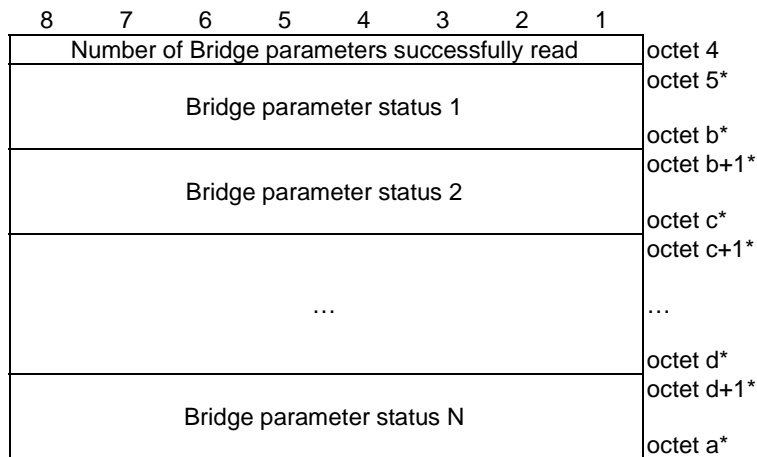 8 7 6 5 4 3 2 1
Number of Bridge parameters successfully read octet 4
octet 5*
Bridge parameter status 1
octet b*
octet b+1*
Bridge parameter status 2
octet c*
octet c+1*
… …
octet d*
octet d+1*
Bridge parameter status N
octet a*